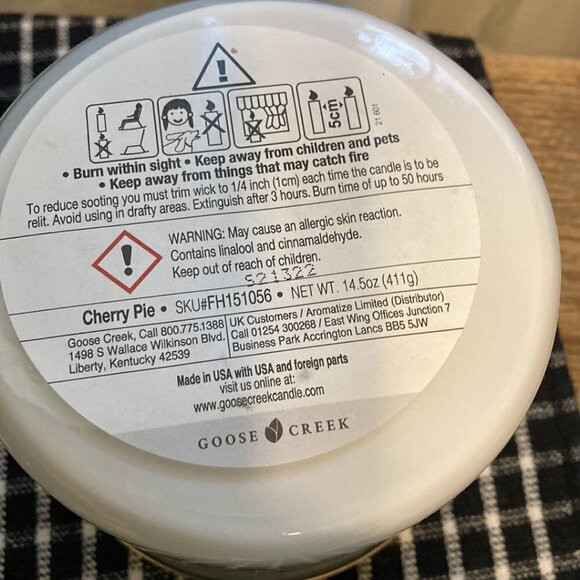 5cm
21 601
• Burn within sight • Keep away from children and pets
• Keep away from things that may catch fire
To reduce sooting you must trim wick to 1/4 inch (1cm) each time the candle is to be
relit. Avoid using in drafty areas. Extinguish after 3 hours. Burn time of up to 50 hours
WARNING: May cause an allergic skin reaction.
Contains linalool and cinnamaldehyde.
Keep out of reach of children.
521322
Cherry Pie • SKU#FH151056 • NET WT. 14.5oz (411g)
Goose Creek, Call 800.775.1388
1498 S Wallace Wilkinson Blvd.
Liberty, Kentucky 42539
UK Customers / Aromatize Limited (Distributor)
Call 01254 300268 / East Wing Offices Junction 7
Business Park Accrington Lancs BB5 5JW
Made in USA with USA and foreign parts
visit us online at:
www.goosecreekcandle.com
GOOSE CREEK